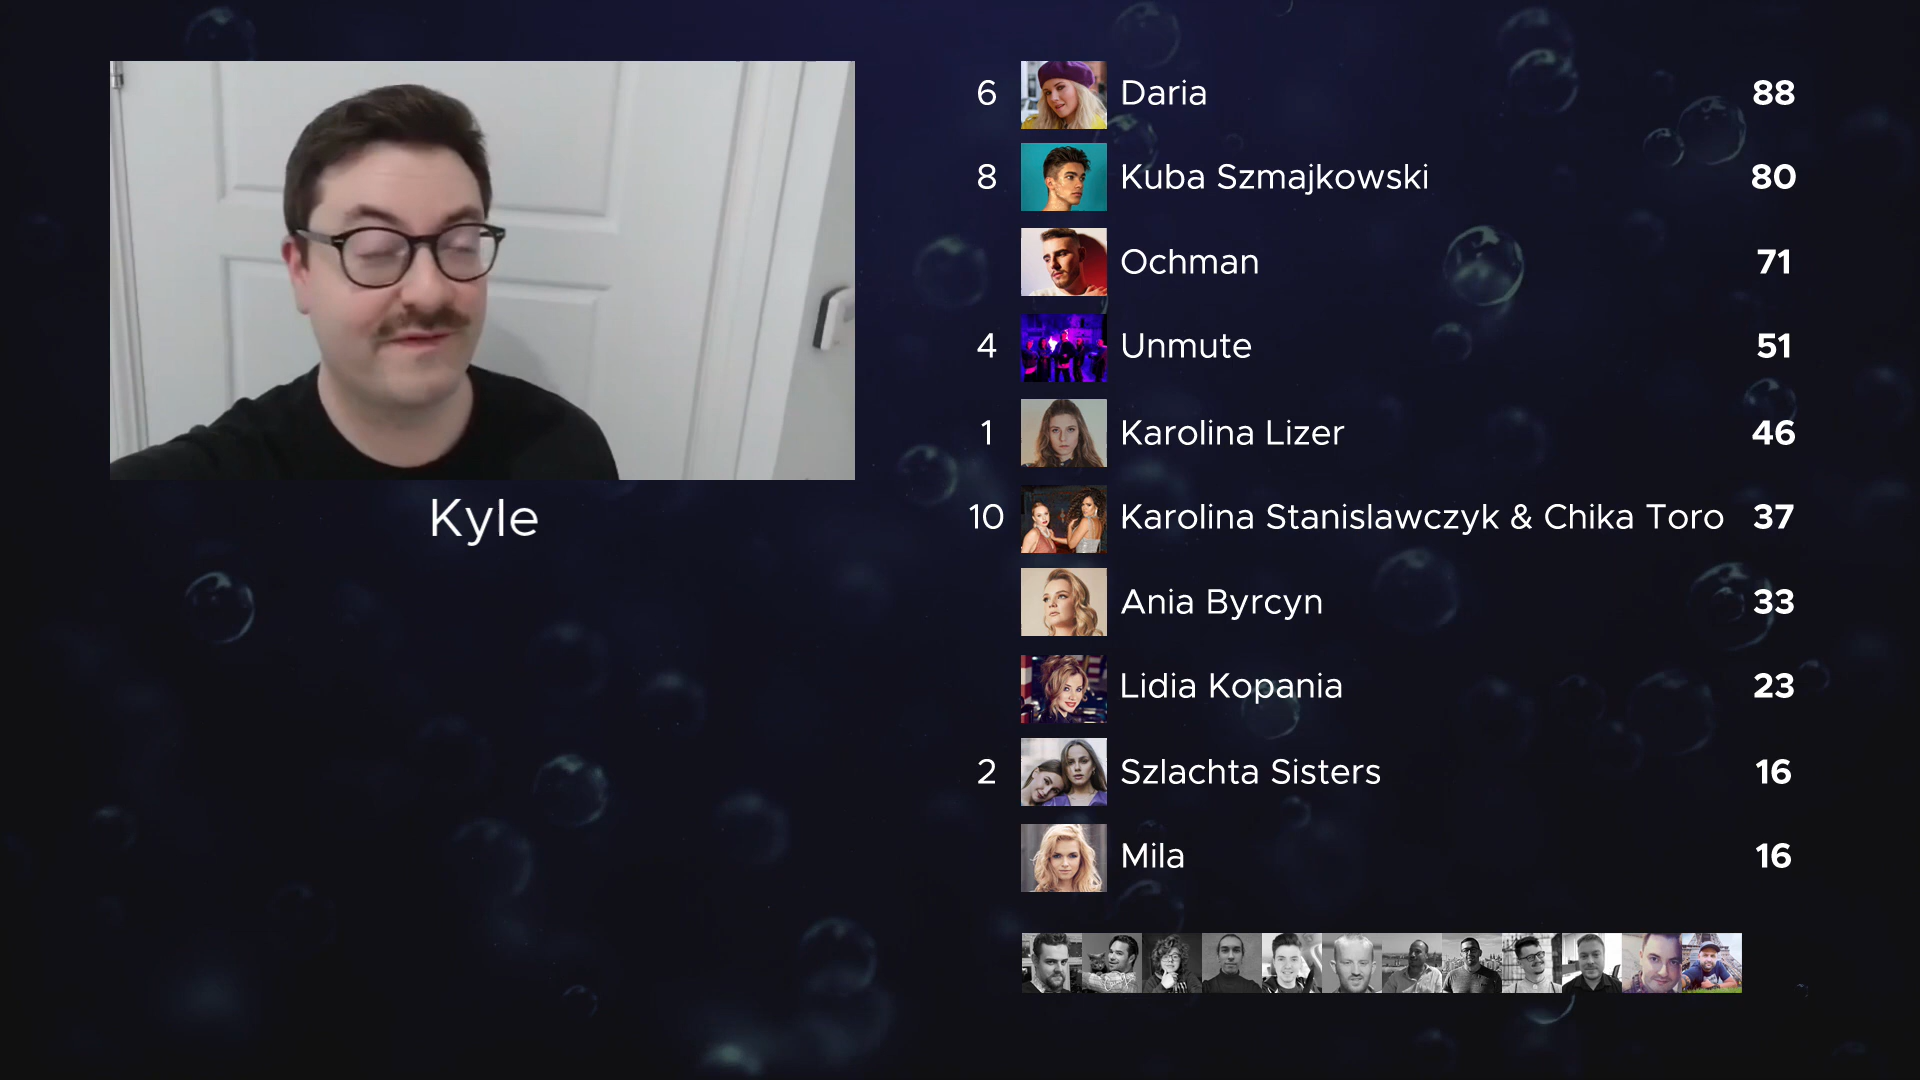 Kyle
6 Daria 88
8 Kuba Szmajkowski 80
Ochman 71
4 Unmute 51
1 Karolina Lizer 46
10 Karolina Stanislawczyk & Chika Toro 37
Ania Byrcyn 33
Lidia Kopania 23
2 Szlachta Sisters 16
Mila 16